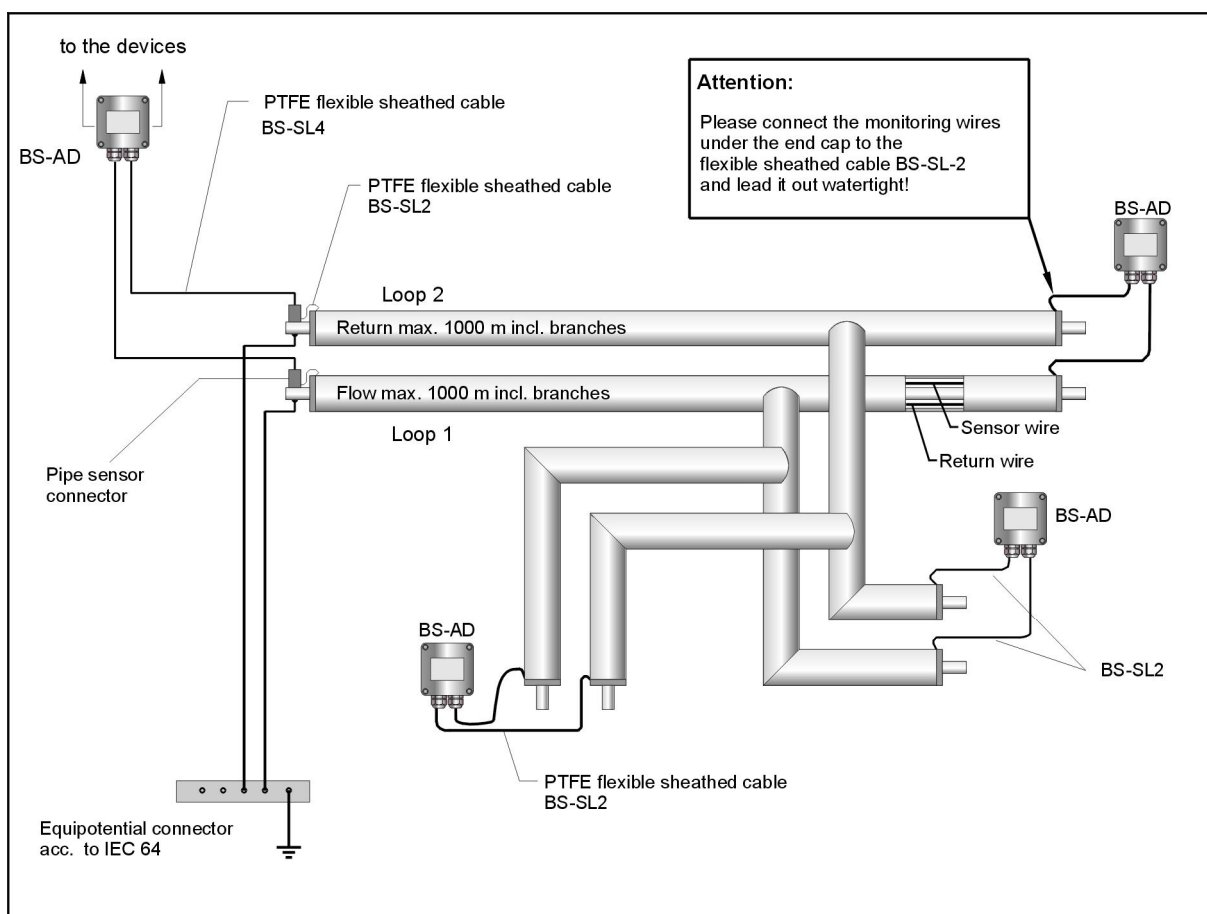 to the devices
PTFE flexible sheathed cable
BS-SL4
BS-AD
PTFE flexible sheathed cable
BS-SL2
Attention:
Please connect the monitoring wires
under the end cap to the
flexible sheathed cable BS-SL-2
and lead it out watertight!
BS-AD
Loop 2
Return max. 1000 m incl. branches
Flow max. 1000 m incl. branches
Loop 1
Sensor wire
Return wire
Pipe sensor
connector
BS-AD
BS-AD
BS-SL2
PTFE flexible sheathed cable
BS-SL2
Equipotential connector
acc. to IEC 64